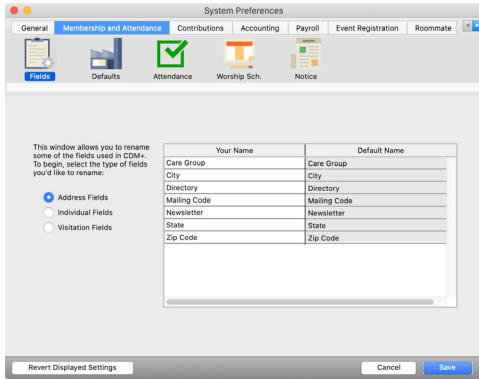 System Preferences
General Membership and Attendance Contributions Accounting Payroll Event Registration Roommate
Fields Defaults Attendance Worship Sch. Notice
This window allows you to rename
some of the fields used in CDM+.
To begin, select the type of fields
you'd like to rename:
Address Fields
Individual Fields
Visitation Fields
Your Name Default Name
Care Group Care Group
City City
Directory Directory
Mailing Code Mailing Code
Newsletter Newsletter
State State
Zip Code Zip Code
Revert Displayed Settings Cancel Save